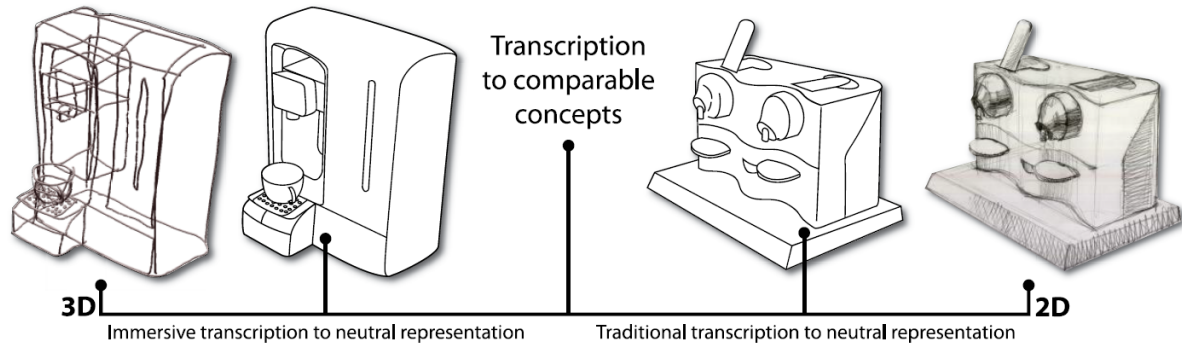 Transcription
to comparable
concepts
3D
2D
Immersive transcription to neutral representation
Traditional transcription to neutral representation